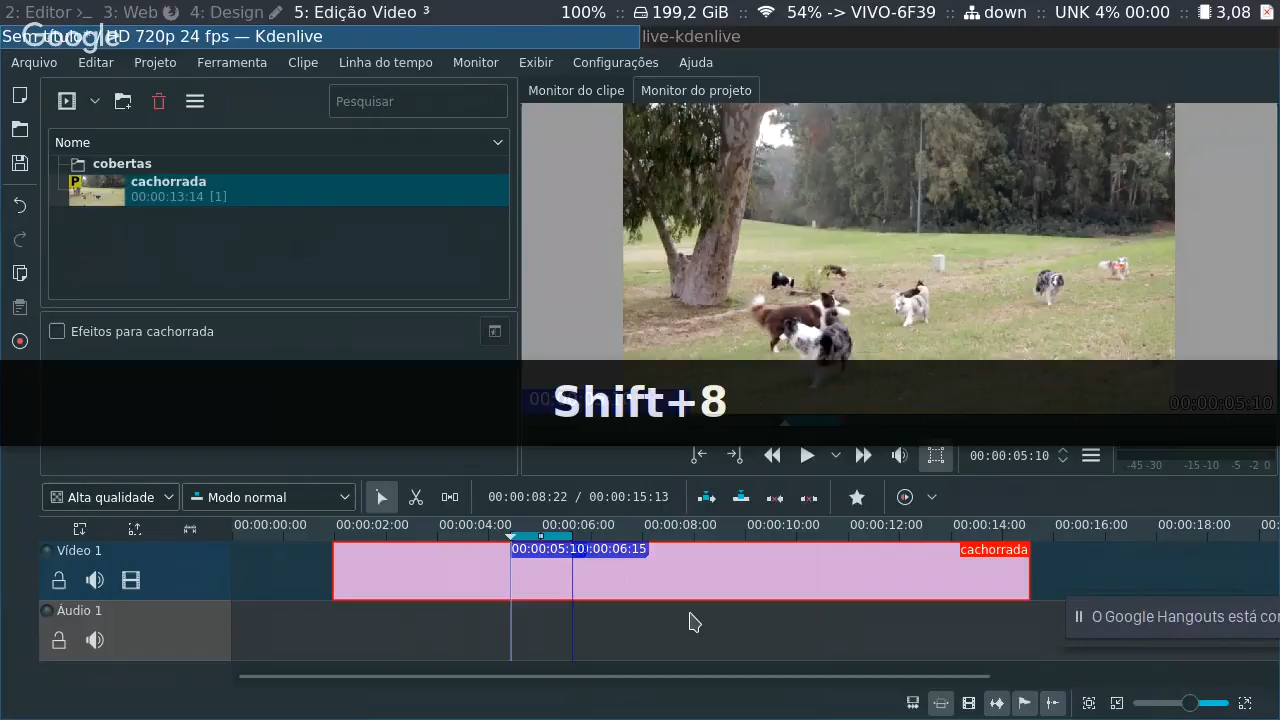 2: Editor 3: Web 4: Design 5: Edição Video ³ 100% :: 199,2 GiB :: 54% -> VIVO-6F39 :: down :: UNK 4% 00:00 :: 3,08
Google
HD 720p 24 fps — Kdenlive live-kdenlive
Arquivo Editar Projeto Ferramenta Clipe Linha do tempo Monitor Exibir Configurações Ajuda
Monitor do clipe Monitor do projeto
Pesquisar
Nome
cobertas
P cachorrada
00:00:13:14 [1]
Efeitos para cachorrada
Shift+8
00:00:05:10
00:00:05:10
-45 -30 -15 -10 -5 -2 0
Alta qualidade Modo normal 00:00:08:22 / 00:00:15:13
00:00:00:00 00:00:02:00 00:00:04:00 00:00:06:00 00:00:08:00 00:00:10:00 00:00:12:00 00:00:14:00 00:00:16:00 00:00:18:00 00:
Vídeo 1 00:00:05:10 :00:06:15 cachorrada
Áudio 1
O Google Hangouts está co